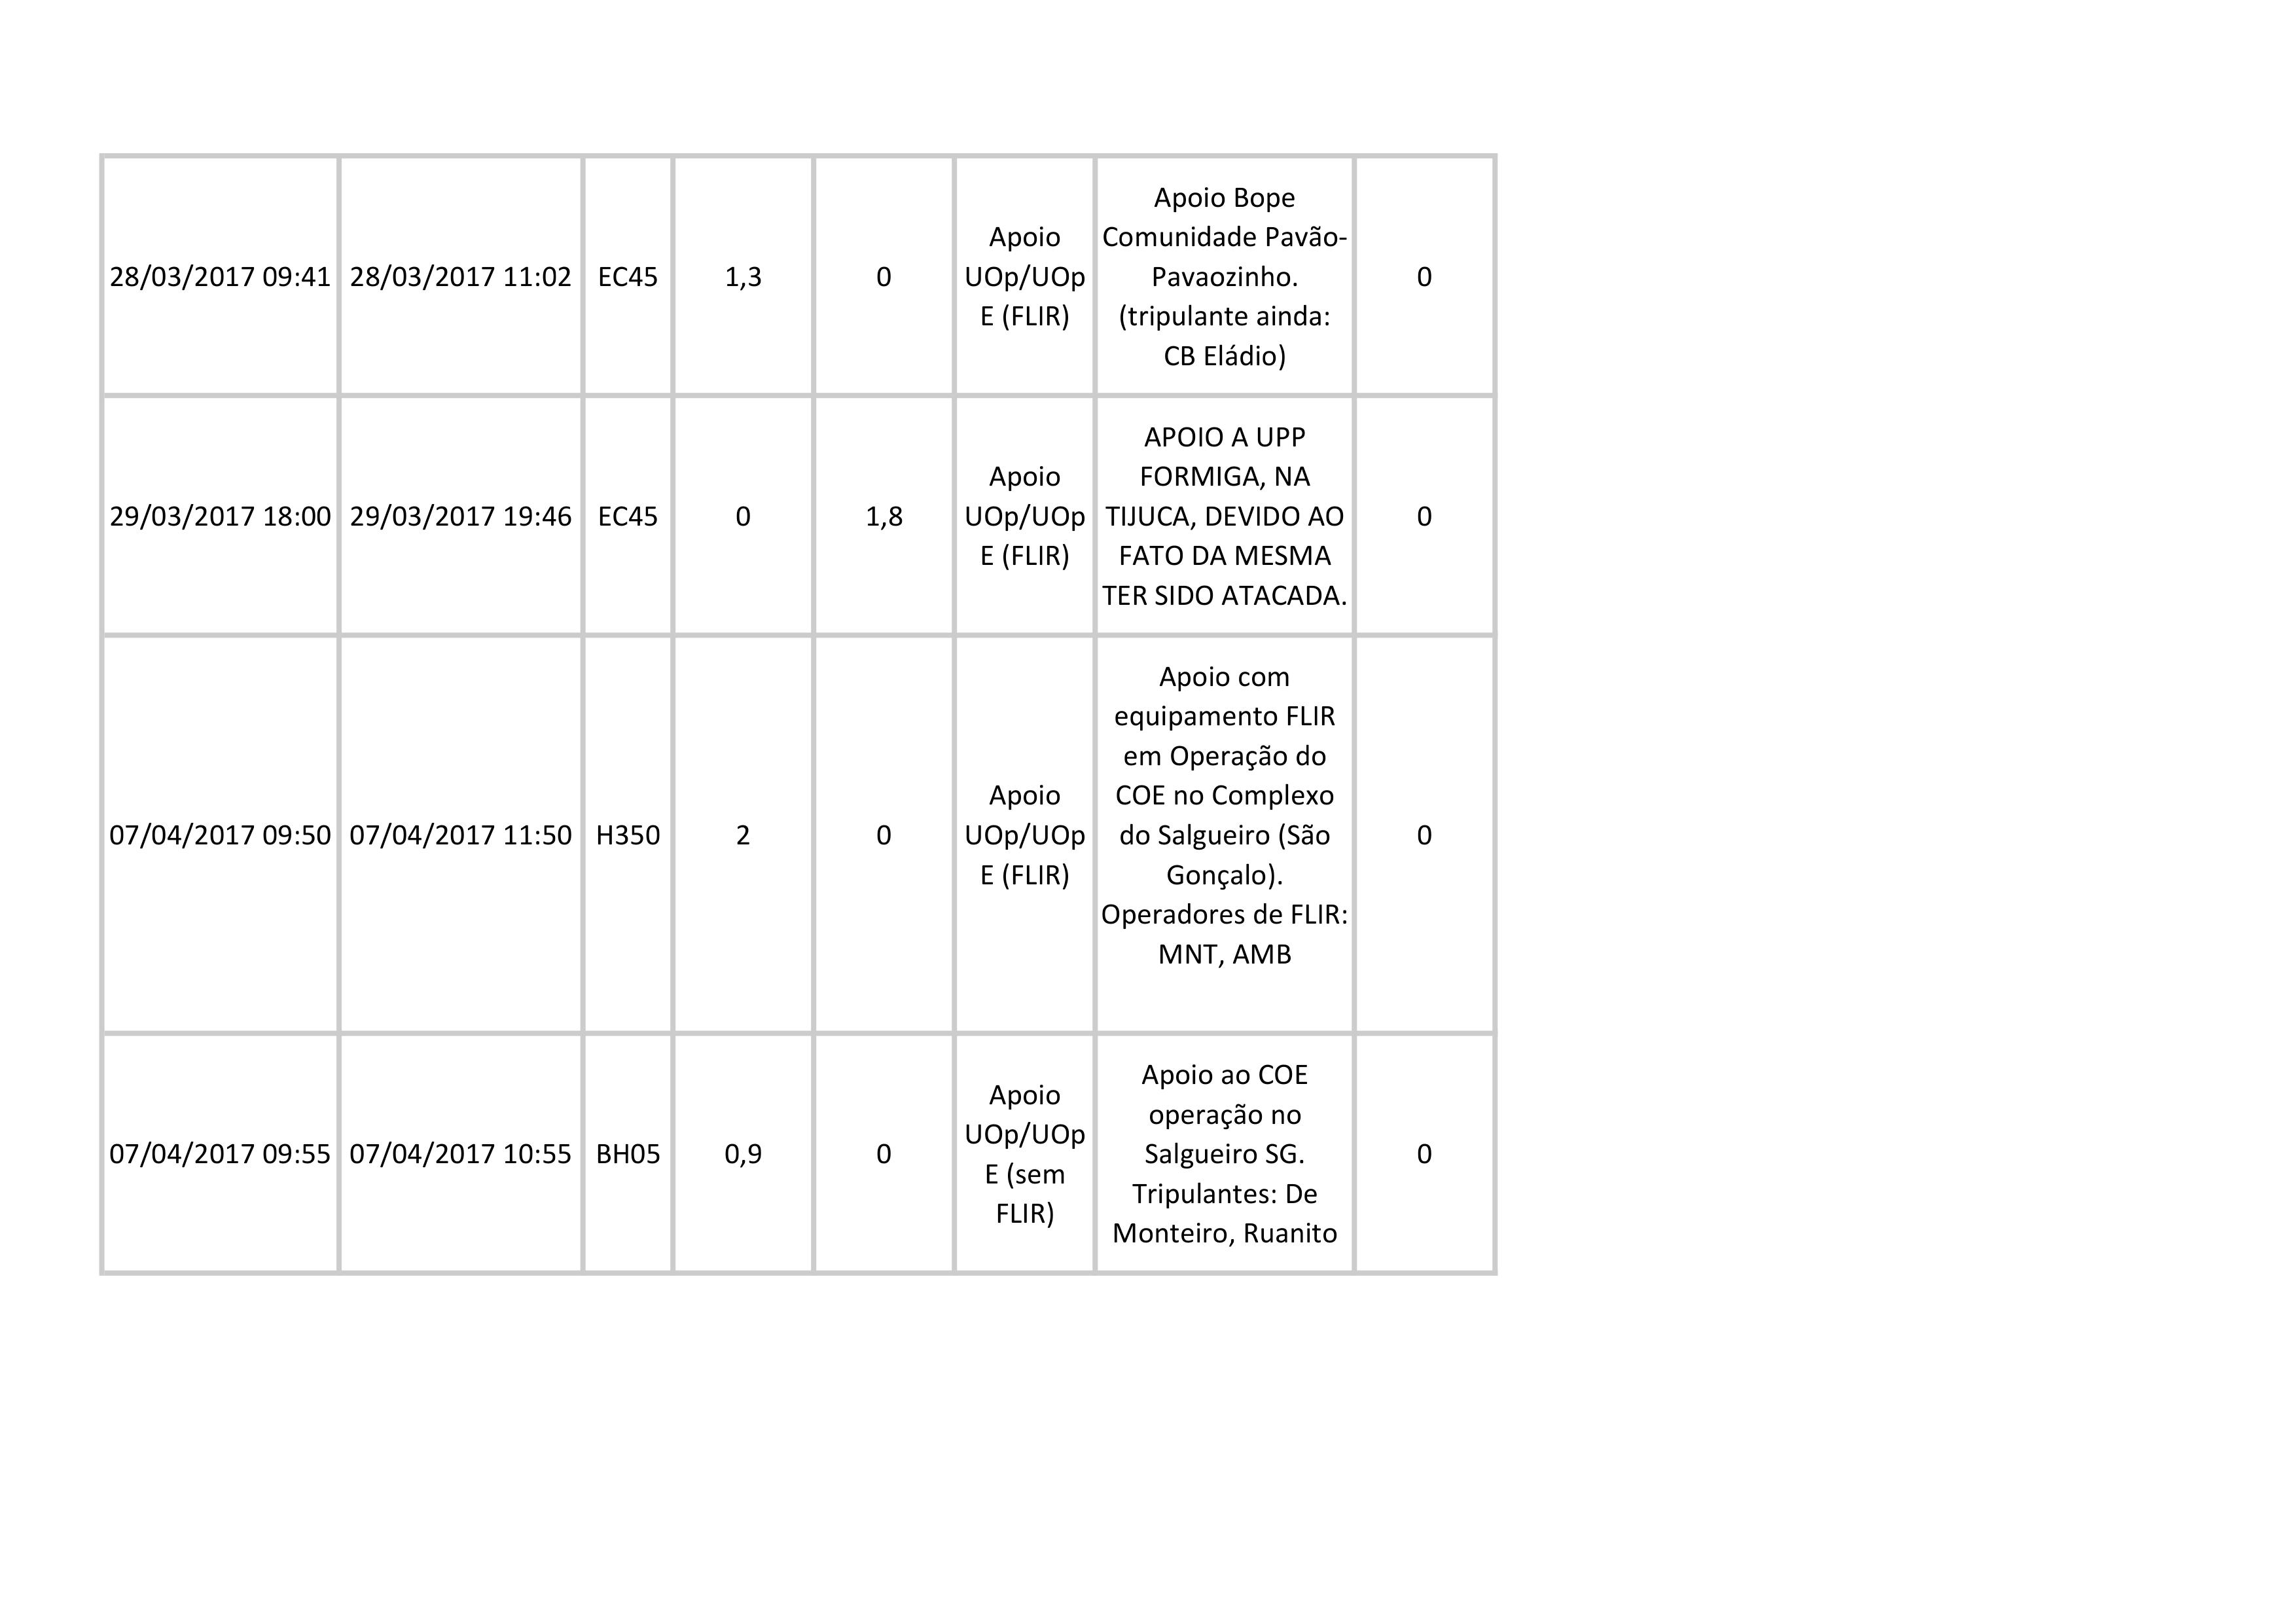 28/03/2017 09:41
28/03/2017 11:02
EC45
1,3
0
Apoio
UOp/UOp
E (FLIR)
Apoio Bope
Comunidade Pavão-
Pavaozinho.
(tripulante ainda:
CB Eládio)
0
29/03/2017 18:00
29/03/2017 19:46
EC45
0
1,8
Apoio
UOp/UOp
E (FLIR)
APOIO A UPP
FORMIGA, NA
TIJUCA, DEVIDO AO
FATO DA MESMA
TER SIDO ATACADA.
0
07/04/2017 09:50
07/04/2017 11:50
H350
2
0
Apoio
UOp/UOp
E (FLIR)
Apoio com
equipamento FLIR
em Operação do
COE no Complexo
do Salgueiro (São
Gonçalo).
Operadores de FLIR:
MNT, AMB
0
07/04/2017 09:55
07/04/2017 10:55
BH05
0,9
0
Apoio
UOp/UOp
E (sem
FLIR)
Apoio ao COE
operação no
Salgueiro SG.
Tripulantes: De
Monteiro, Ruanito
0